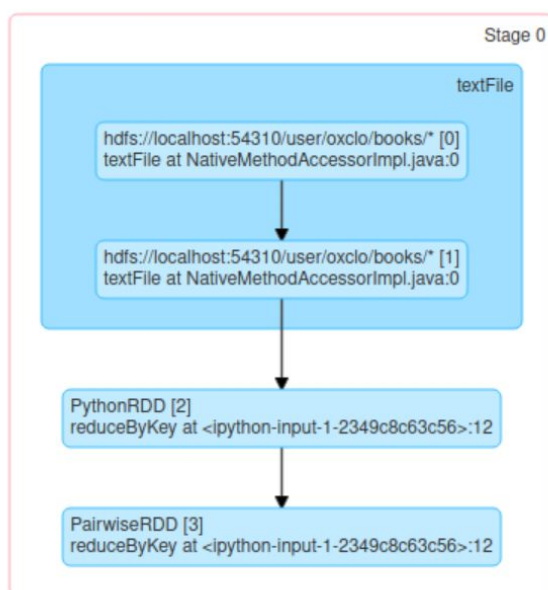 Stage 0
textFile
hdfs://localhost:54310/user/oxclo/books/* [0]
textFile at NativeMethodAccessorImpl.java:0
hdfs://localhost:54310/user/oxclo/books/* [1]
textFile at NativeMethodAccessorImpl.java:0
PythonRDD [2]
reduceByKey at <ipython-input-1-2349c8c63c56>:12
PairwiseRDD [3]
reduceByKey at <ipython-input-1-2349c8c63c56>:12